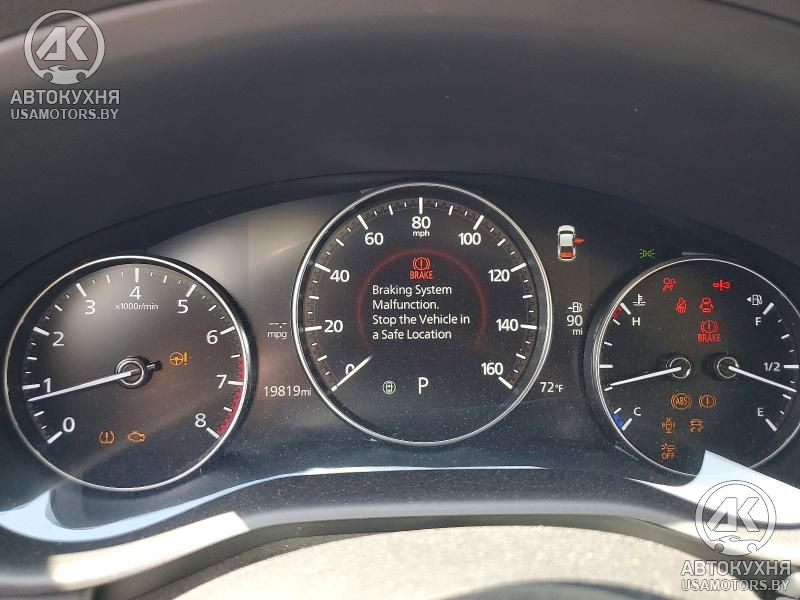 АК
АВТОКУХНЯ
USAMOTORS.BY
80
mph
60
100
40
120
20
140
0
160
BRAKE
Braking System
Malfunction.
Stop the Vehicle in
a Safe Location
P
4
x1000r/min
3
5
2
6
1
7
0
8
--.-
mpg
19819mi
72°F
90
mi
H
F
BRAKE
1/2
ABS
C
E
OFF
АК
АВТОКУХНЯ
USAMOTORS.BY